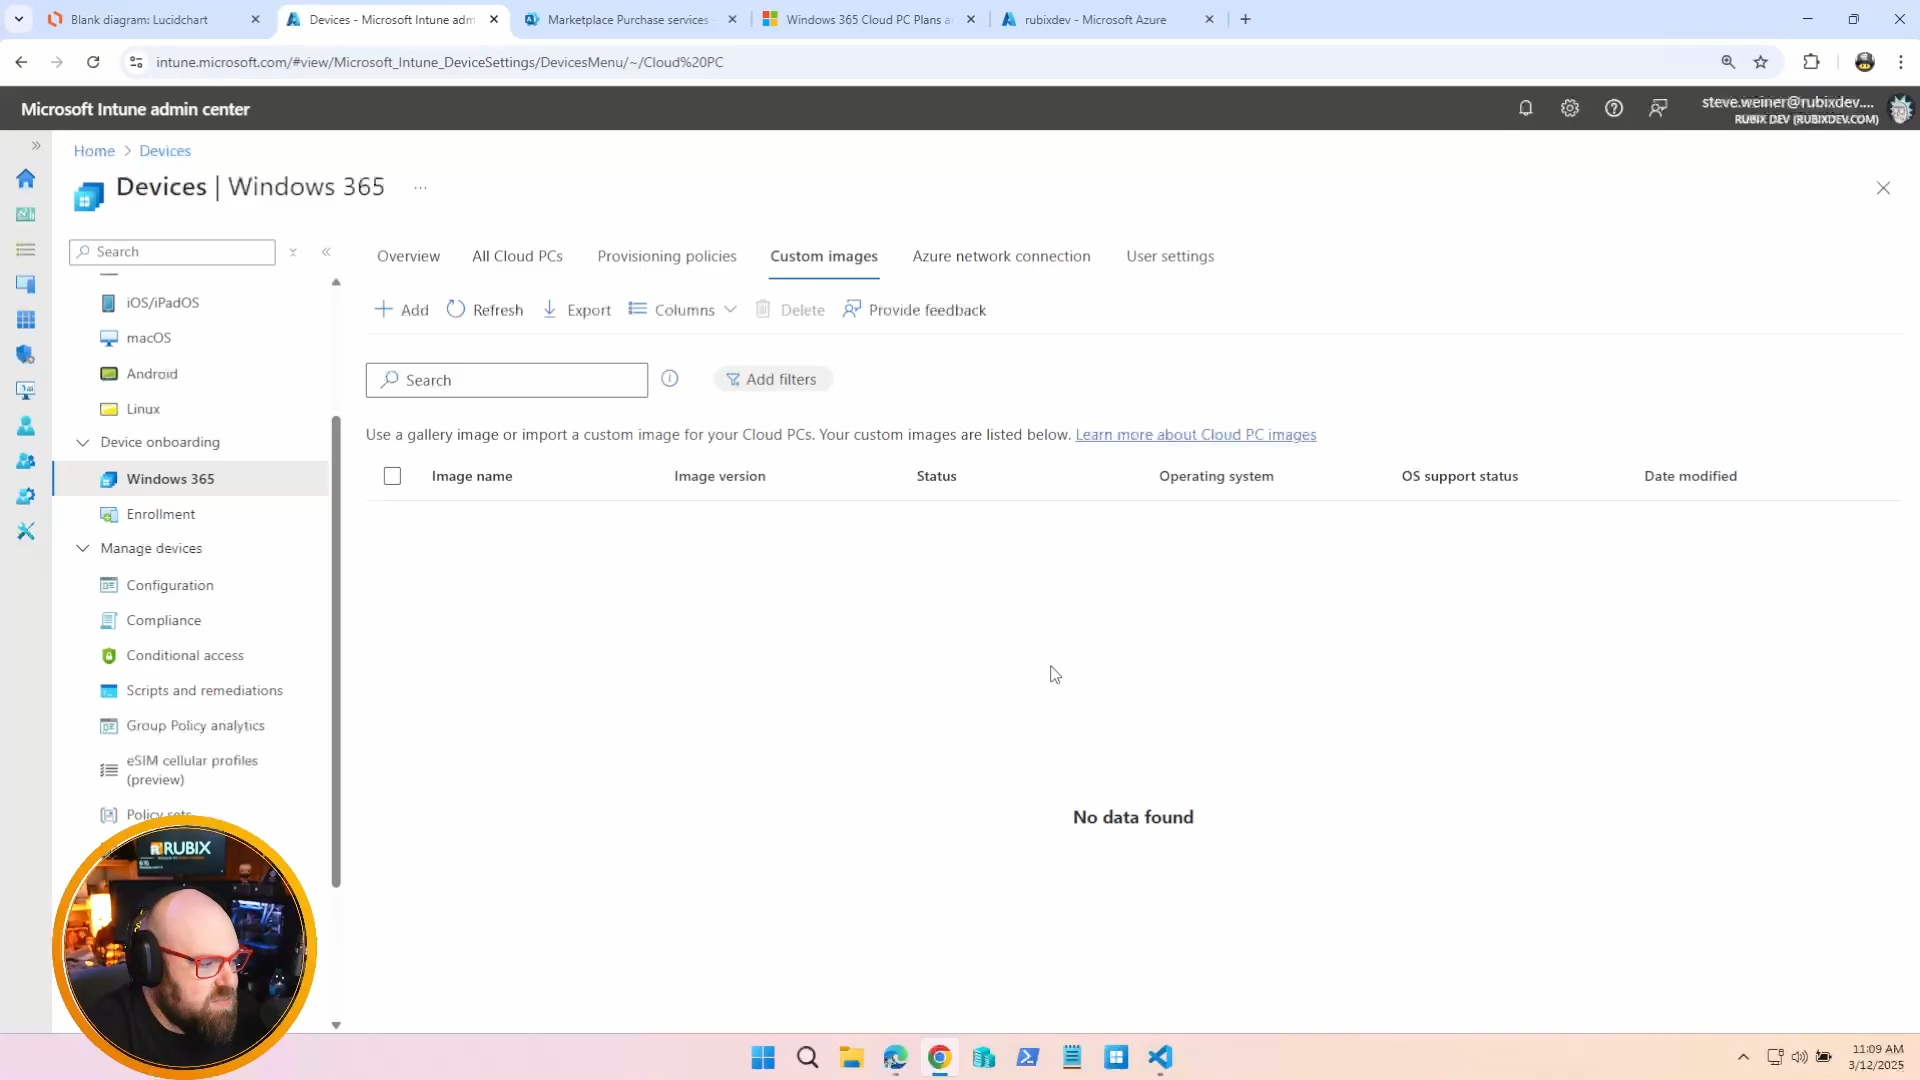 Blank diagram: Lucidchart
Devices - Microsoft Intune adm
Marketplace Purchase services
Windows 365 Cloud PC Plans a
rubixdev - Microsoft Azure
intune.microsoft.com/#view/Microsoft_Intune_DeviceSettings/DevicesMenu/~/Cloud%20PC
Microsoft Intune admin center
steve.weiner@rubixdev....
RUBIX DEV (RUBIXDEV.COM)
Home > Devices
Devices | Windows 365 ...
Search
Overview
All Cloud PCs
Provisioning policies
Custom images
Azure network connection
User settings
Add
Refresh
Export
Columns
Delete
Provide feedback
Search
Add filters
Use a gallery image or import a custom image for your Cloud PCs. Your custom images are listed below. Learn more about Cloud PC images
Image name
Image version
Status
Operating system
OS support status
Date modified
No data found
iOS/iPadOS
macOS
Android
Linux
Device onboarding
Windows 365
Enrollment
Manage devices
Configuration
Compliance
Conditional access
Scripts and remediations
Group Policy analytics
eSIM cellular profiles
(preview)
Policy sets
RUBIX
11:09 AM
3/12/2025